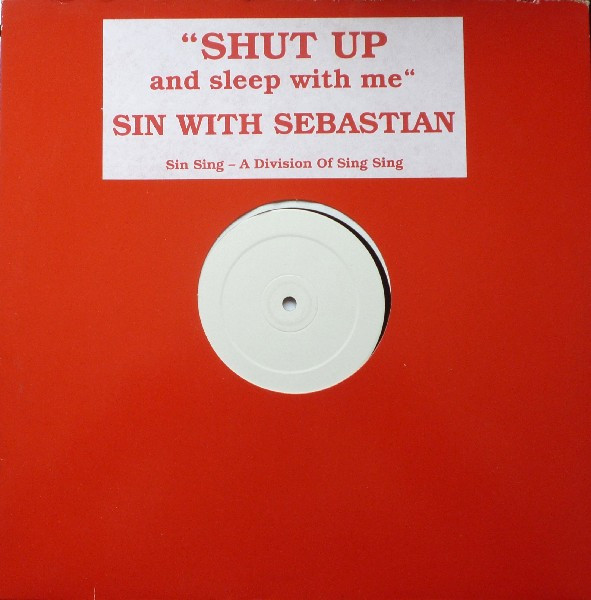 “SHUT UP
and sleep with me“
SIN WITH SEBASTIAN
Sin Sing – A Division Of Sing Sing